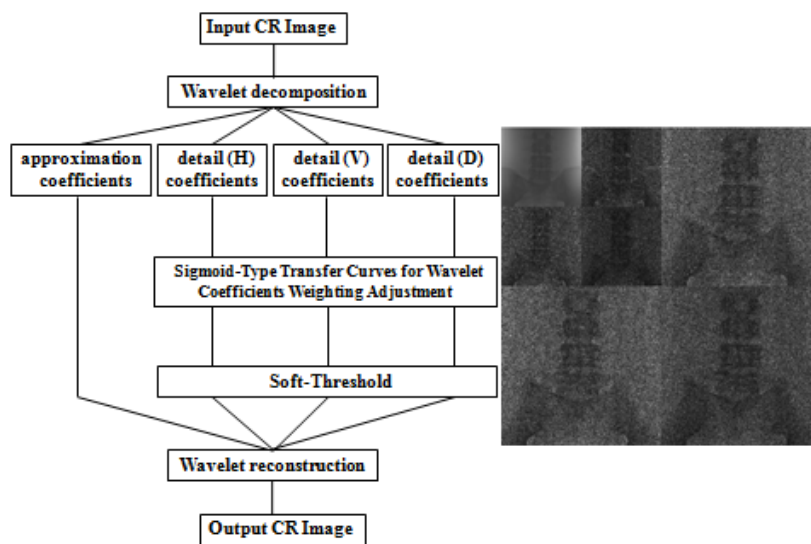 Input CR Image
Wavelet decomposition
approximation
coefficients
detail (H)
coefficients
detail (V)
coefficients
detail (D)
coefficients
Sigmoid-Type Transfer Curves for Wavelet
Coefficients Weighting Adjustment
Soft-Threshold
Wavelet reconstruction
Output CR Image